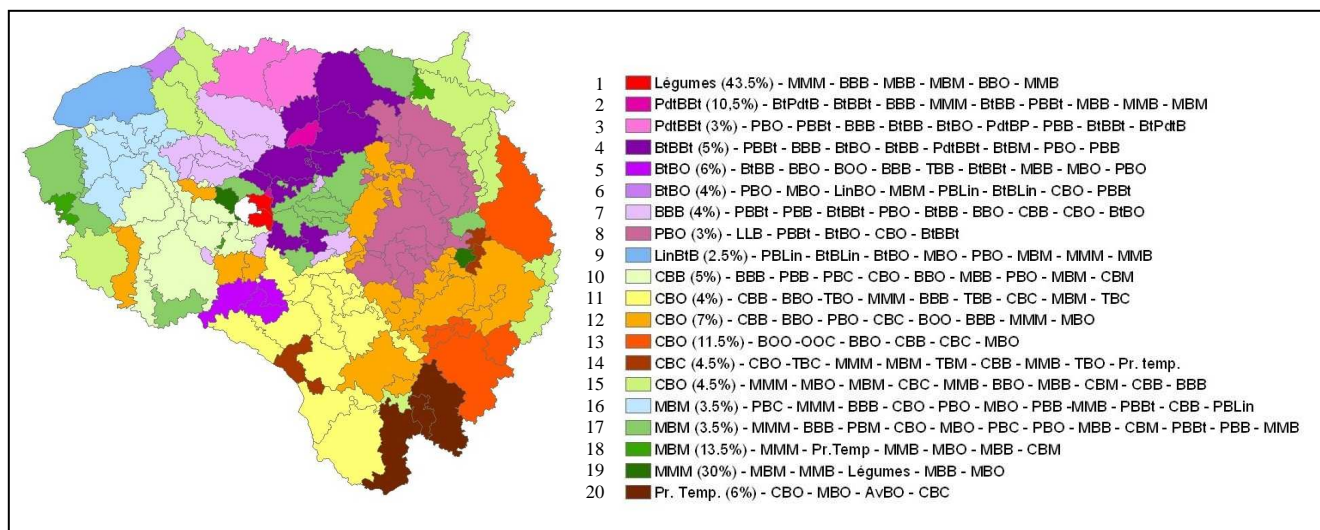 1 Légumes (43.5%) - MMM - BBB - MBB - MBM - BBO - MMB
2 PdtBBt (10,5%) - BtPdtB - BtBBt - BBB - MMM - BtBB - PBBt - MBB - MMB - MBM
3 PdtBBt (3%) - PBO - PBBt - BBB - BtBB - BtBO - PdtBP - PBB - BtBBt - BtPdtB
4 BtBBt (5%) - PBBt - BBB - BtBO - BtBB - PdtBBt - BtBM - PBO - PBB
5 BtBO (6%) - BtBB - BBO - BOO - BBB - TBB - BtBBt - MBB - MBO - PBO
6 BtBO (4%) - PBO - MBO - LinBO - MBM - PBLin - BtBLin - CBO - PBBt
7 BBB (4%) - PBBt - PBB - BtBBt - PBO - BtBB - BBO - CBB - CBO - BtBO
8 PBO (3%) - LLB - PBBt - BtBO - CBO - BtBBt
9 LinBtB (2.5%) - PBLin - BtBLin - BtBO - MBO - PBO - MBM - MMM - MMB
10 CBB (5%) - BBB - PBB - PBC - CBO - BBO - MBB - PBO - MBM - CBM
11 CBO (4%) - CBB - BBO -TBO - MMM - BBB - TBB - CBC - MBM - TBC
12 CBO (7%) - CBB - BBO - PBO - CBC - BOO - BBB - MMM - MBO
13 CBO (11.5%) - BOO -OOC - BBO - CBB - CBC - MBO
14 CBC (4.5%) - CBO -TBC - MMM - MBM - TBM - CBB - MMB - TBO - Pr. temp.
15 CBO (4.5%) - MMM - MBO - MBM - CBC - MMB - BBO - MBB - CBM - CBB - BBB
16 MBM (3.5%) - PBC - MMM - BBB - CBO - PBO - MBO - PBB -MMB - PBBt - CBB - PBLin
17 MBM (3.5%) - MMM - BBB - PBM - CBO - MBO - PBC - PBO - MBB - CBM - PBBt - PBB - MMB
18 MBM (13.5%) - MMM - Pr.Temp - MMB - MBO - MBB - CBM
19 MMM (30%) - MBM - MMB - Légumes - MBB - MBO
20 Pr. Temp. (6%) - CBO - MBO - AvBO - CBC